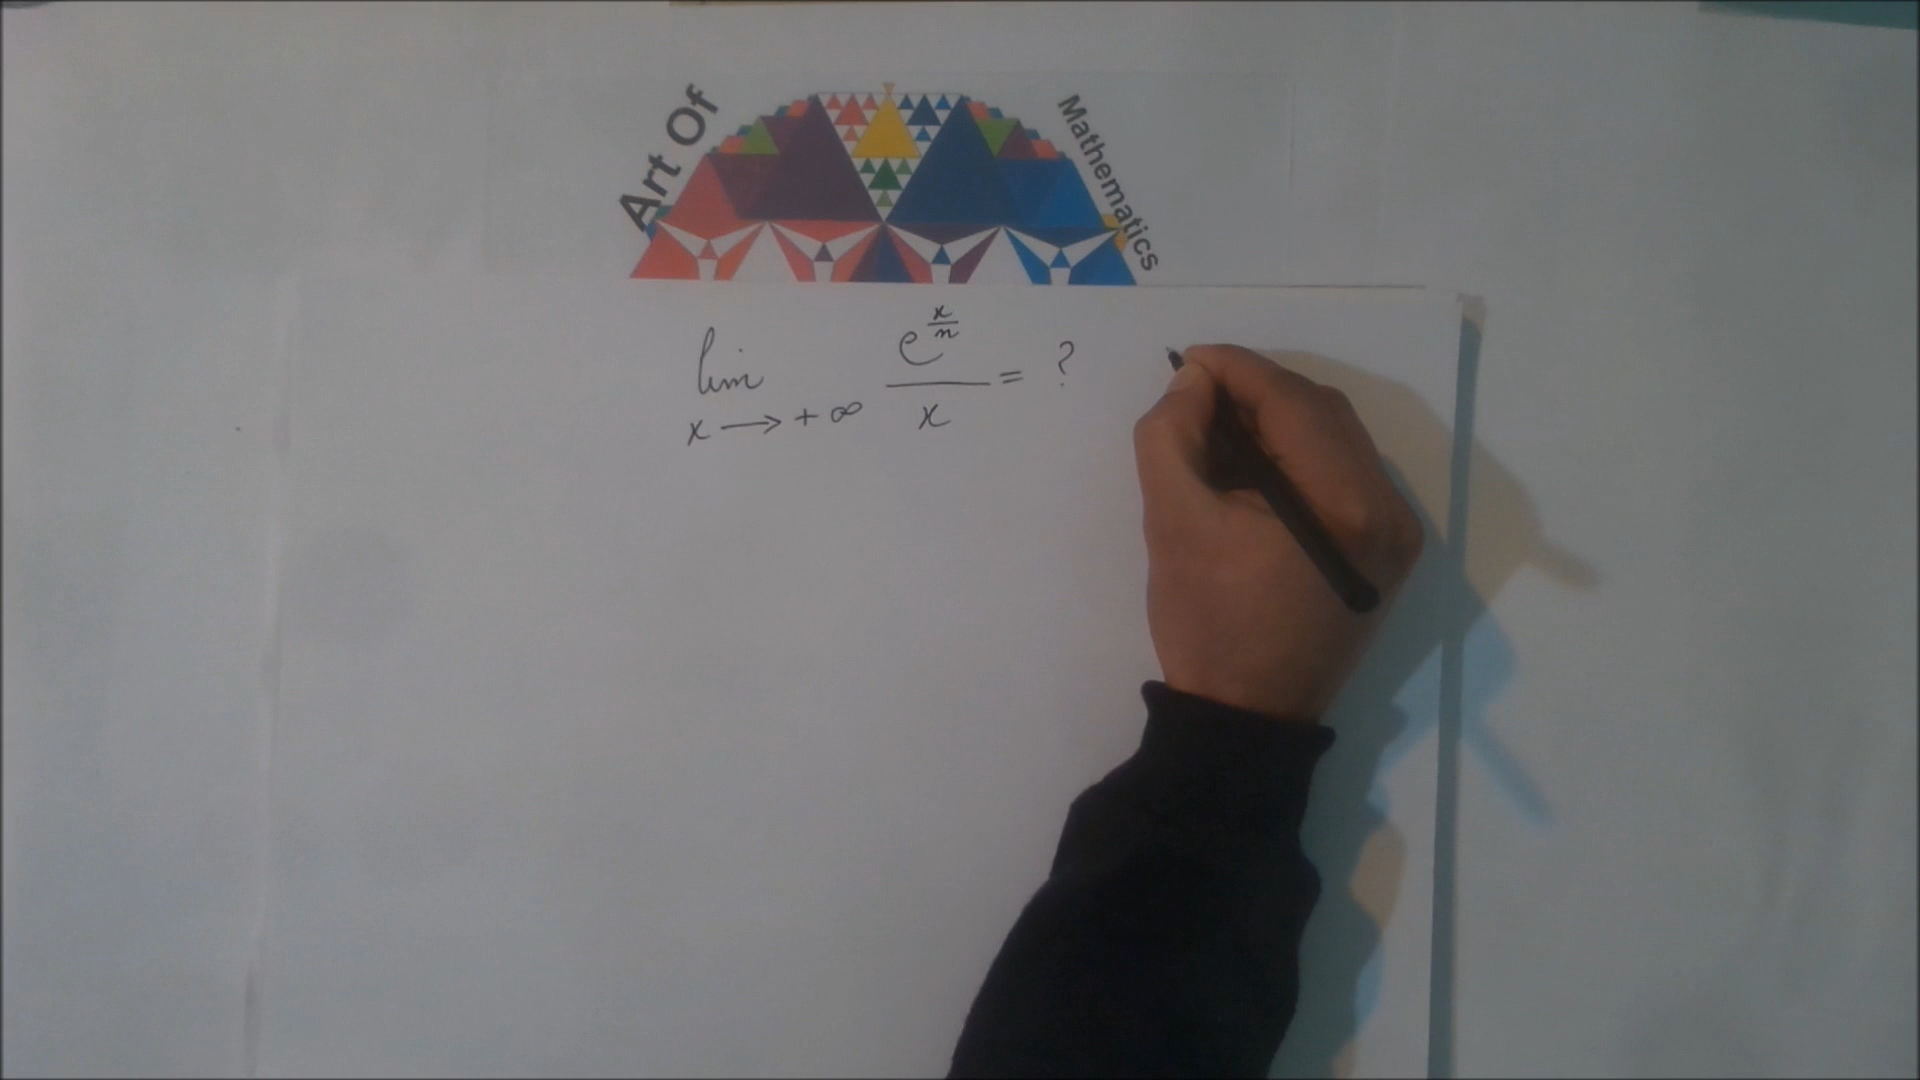 Art Of Mathematics
lim x → +∞ e^(x/n) / x = ?